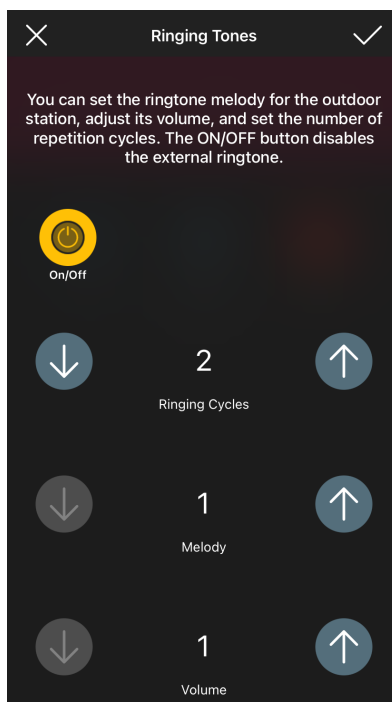 Ringing Tones
You can set the ringtone melody for the outdoor
station, adjust its volume, and set the number of
repetition cycles. The ON/OFF button disables
the external ringtone.
On/Off
2
Ringing Cycles
1
Melody
1
Volume